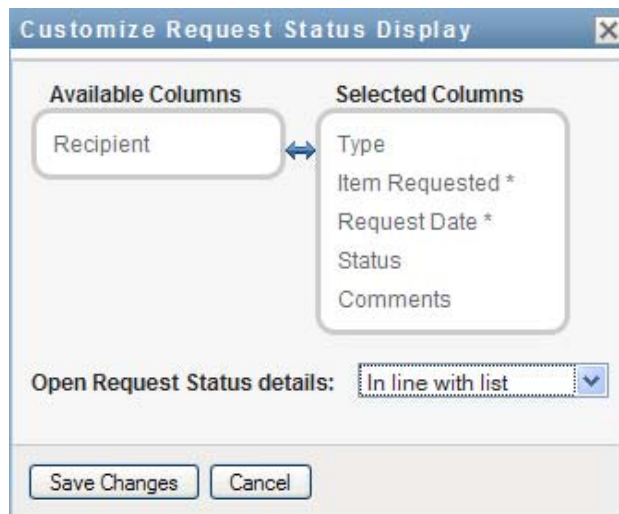 Customize Request Status Display
Available Columns
Selected Columns
Recipient
Type
Item Requested *
Request Date *
Status
Comments
Open Request Status details: In line with list
Save Changes Cancel